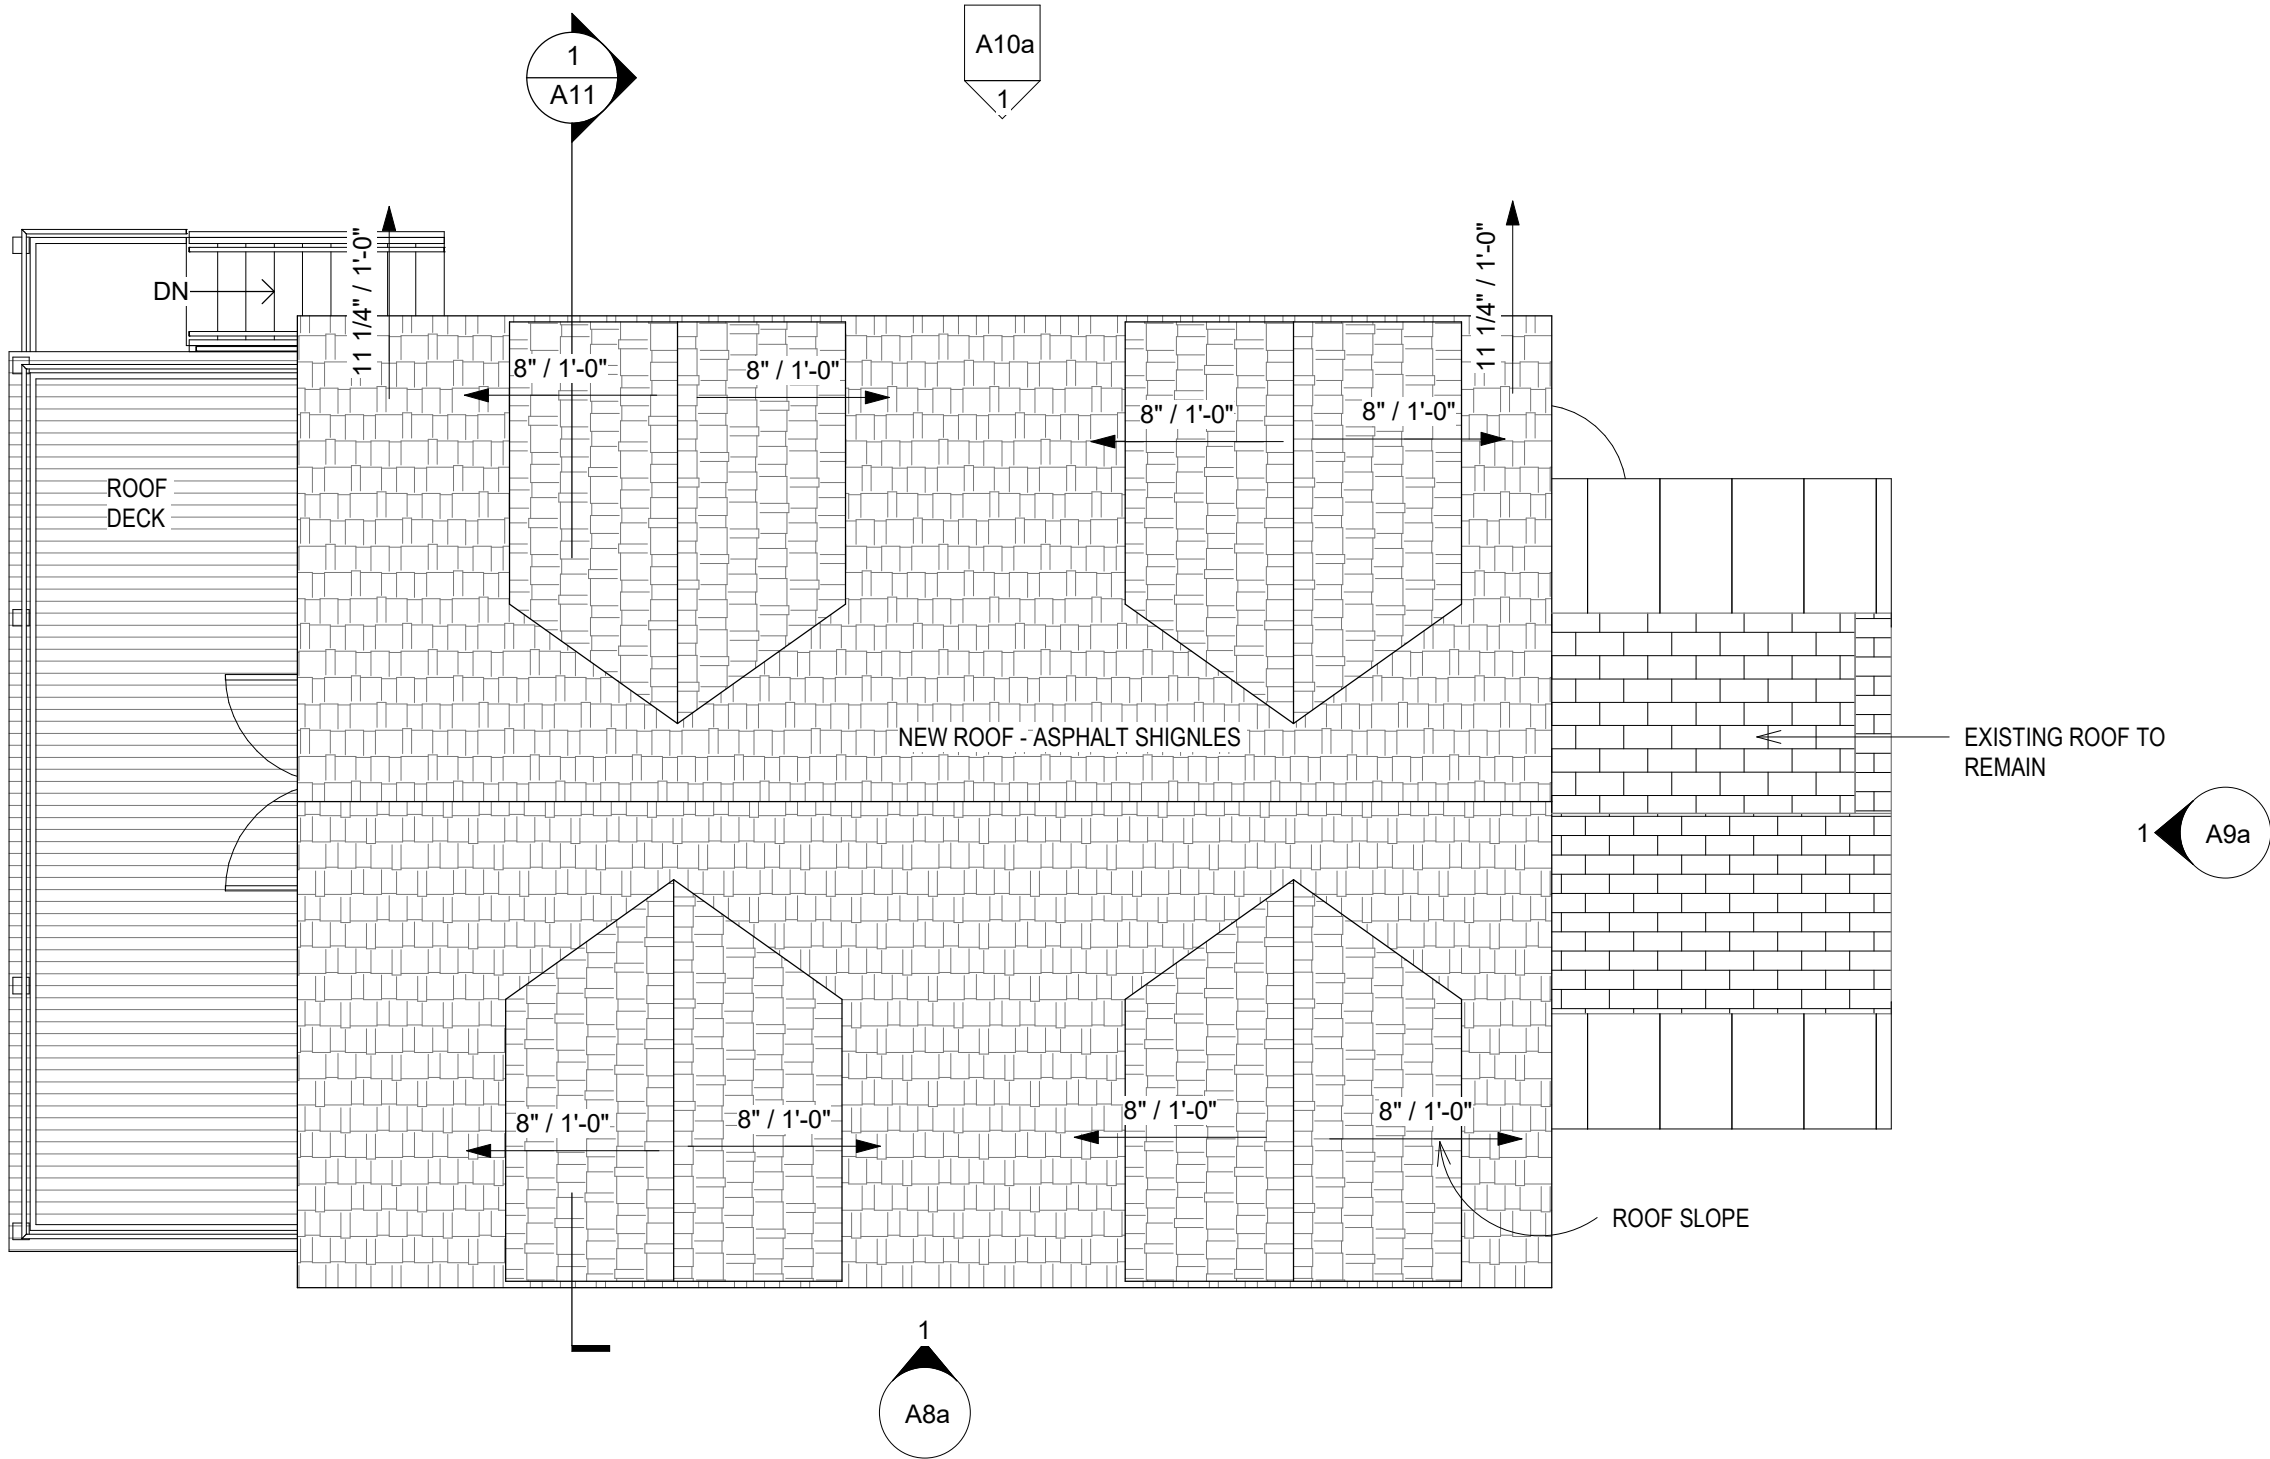 1
A11
A10a
1
11 1/4" / 1'-0"
11 1/4" / 1'-0"
DN
8" / 1'-0"
8" / 1'-0"
8" / 1'-0"
8" / 1'-0"
ROOF
DECK
NEW ROOF - ASPHALT SHIGNLES
EXISTING ROOF TO
REMAIN
1
A9a
8" / 1'-0"
8" / 1'-0"
8" / 1'-0"
8" / 1'-0"
ROOF SLOPE
1
A8a